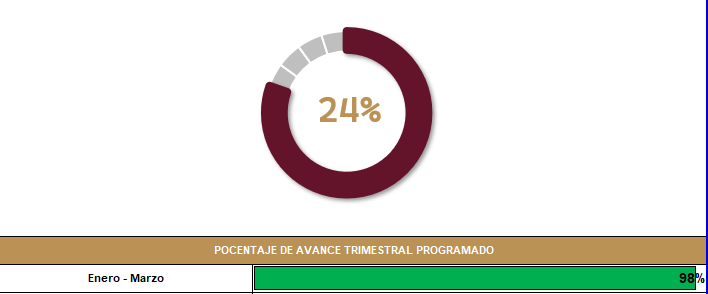 24%
POCENTAJE DE AVANCE TRIMESTRAL PROGRAMADO
Enero - Marzo 98%